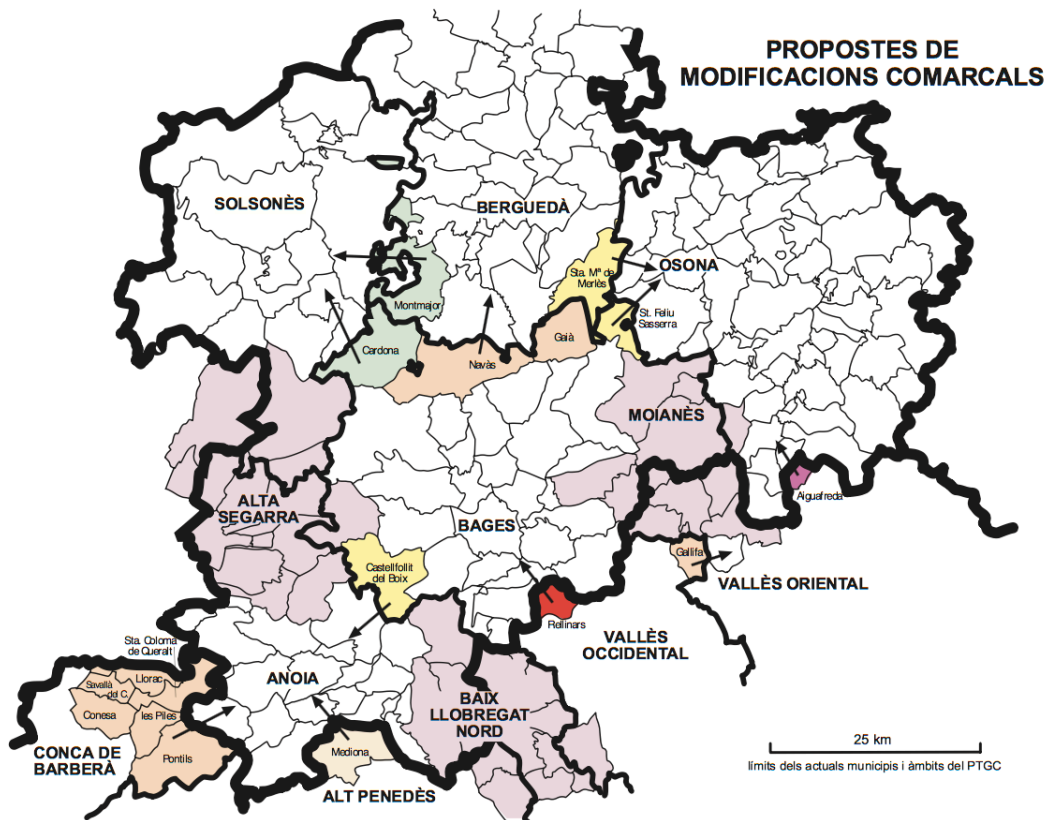 PROPOSTES DE
MODIFICACIONS COMARCALS
SOLSONÈS
BERGUEDÀ
OSONA
Sta. Mª de
Merlès
Montmajor
St. Feliu
Sasserra
Gaià
Cardona
Navàs
MOIANÈS
ALTA
SEGARRA
BAGES
Aiguafreda
Castellfollit
del Boix
Gallifa
VALLÈS ORIENTAL
Rellinars
VALLÈS
OCCIDENTAL
Sta. Coloma
de Queralt
Llorac
Savallà
del C.
Conesa
les Piles
Pontils
ANOIA
BAIX
LLOBREGAT
NORD
CONCA DE
BARBERÀ
Mediona
ALT PENEDÈS
25 km
límits dels actuals municipis i àmbits del PTGC